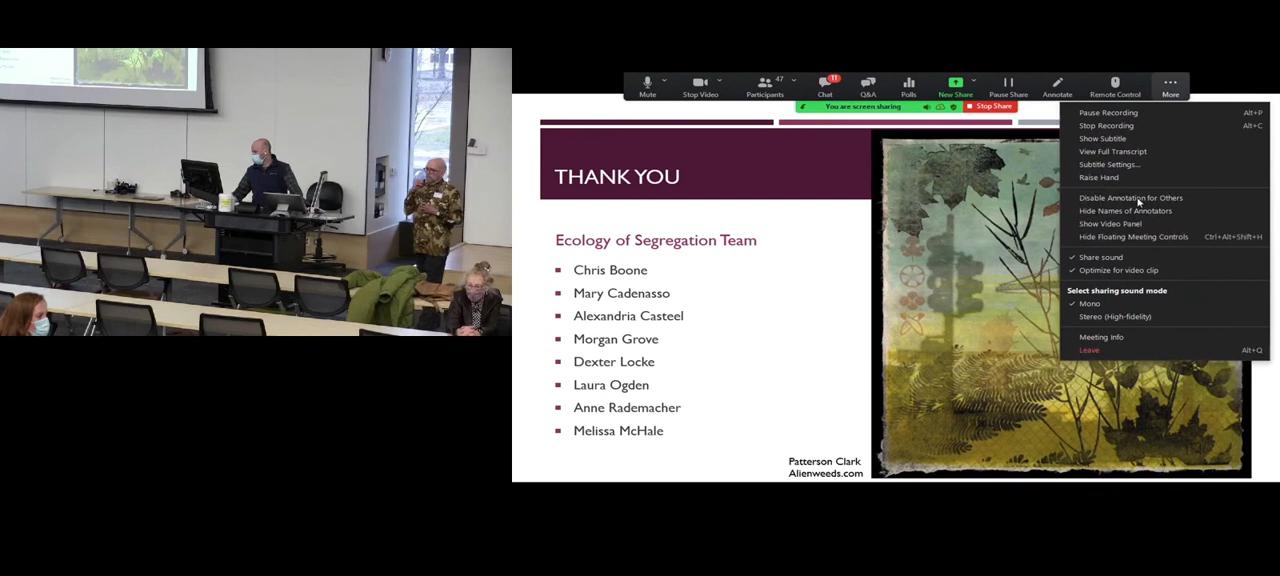 Mute
Stop Video
Participants
47
Chat
11
Q&A
Polls
New Share
Pause Share
Annotate
Remote Control
More
You are screen sharing
Stop Share
Pause Recording Alt+P
Stop Recording Alt+C
Show Subtitle
View Full Transcript
Subtitle Settings...
Raise Hand
Disable Annotation for Others
Hide Names of Annotators
Show Video Panel
Hide Floating Meeting Controls Ctrl+Alt+Shift+H
Share sound
Optimize for video clip
Select sharing sound mode
Mono
Stereo (High-fidelity)
Meeting Info
Leave Alt+Q
THANK YOU
Ecology of Segregation Team
Chris Boone
Mary Cadenasso
Alexandria Casteel
Morgan Grove
Dexter Locke
Laura Ogden
Anne Rademacher
Melissa McHale
Patterson Clark
Alienweeds.com